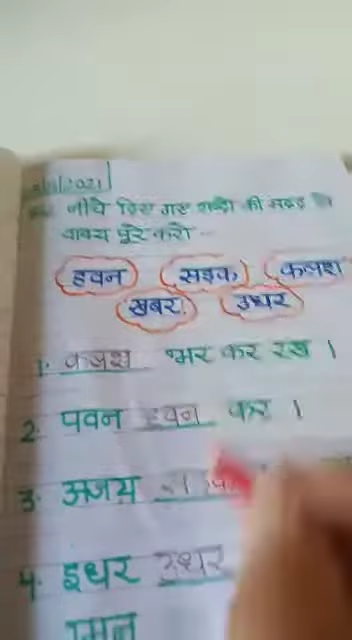 नीचे दिए गए शब्दों की मदद से
वाक्य पूरे करो -
हवन सड़क कलश
खबर उधर
1. कलश भर कर रख ।
2. पवन हवन कर ।
3. अजय
4. इधर उधर